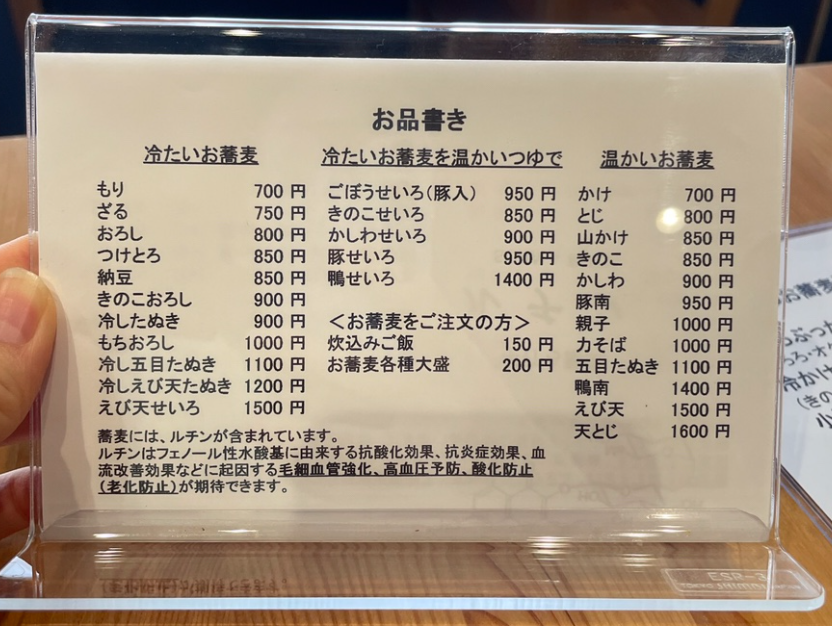 お品書き
冷たいお蕎麦
もり 700 円
ざる 750 円
おろし 800 円
つけとろ 850 円
納豆 850 円
きのこおろし 900 円
冷したぬき 900 円
もちおろし 1000 円
冷し五目たぬき 1100 円
冷しえび天たぬき 1200 円
えび天せいろ 1500 円
冷たいお蕎麦を温かいつゆで
ごぼうせいろ(豚入) 950 円
きのこせいろ 850 円
かしわせいろ 900 円
豚せいろ 950 円
鴨せいろ 1400 円
<お蕎麦をご注文の方>
炊込みご飯 150 円
お蕎麦各種大盛 200 円
温かいお蕎麦
かけ 700 円
とじ 800 円
山かけ 850 円
きのこ 850 円
かしわ 900 円
豚南 950 円
親子 1000 円
力そば 1000 円
五目たぬき 1100 円
鴨南 1400 円
えび天 1500 円
天とじ 1600 円
蕎麦には、ルチンが含まれています。
ルチンはフェノール性水酸基に由来する抗酸化効果、抗炎症効果、血
流改善効果などに起因する毛細血管強化、高血圧予防、酸化防止
(老化防止)が期待できます。
お蕎麦
冷かけ
(きの